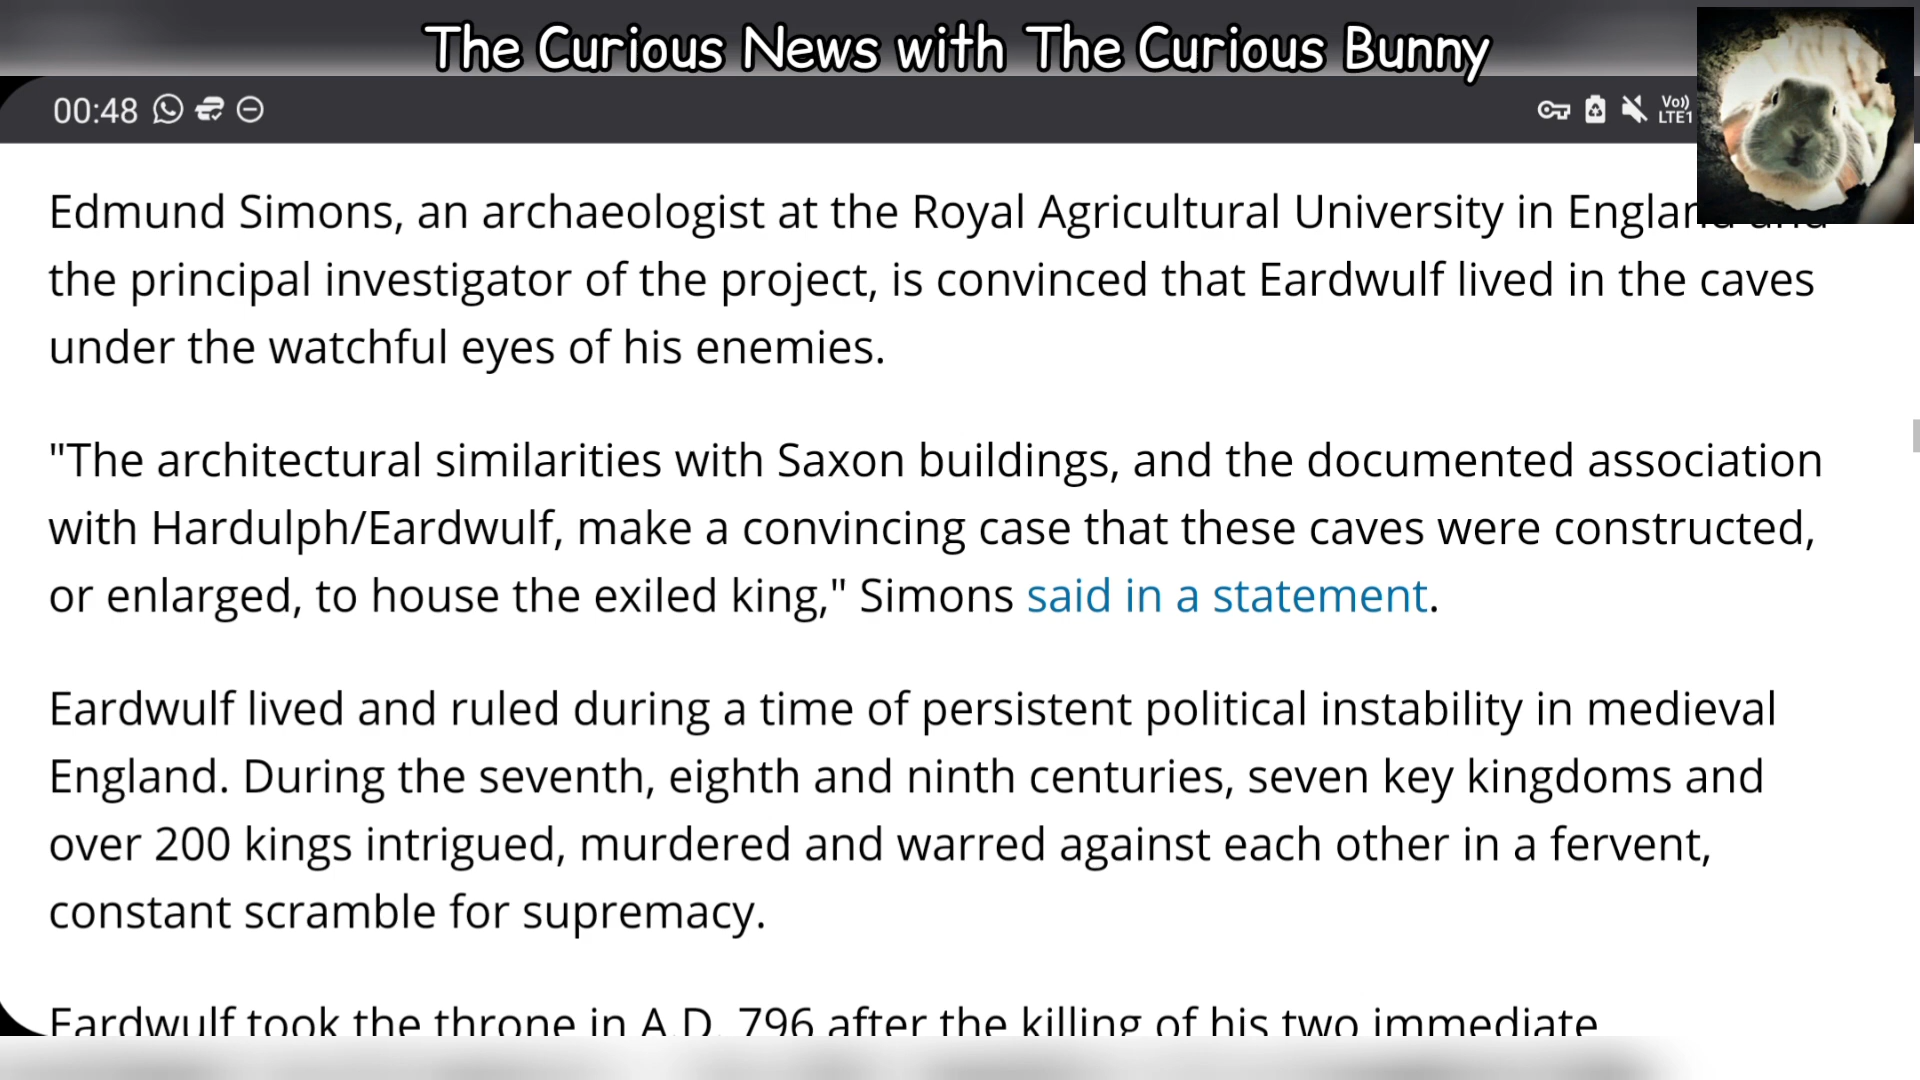 The Curious News with The Curious Bunny
00:48
Vo))
LTE1
Edmund Simons, an archaeologist at the Royal Agricultural University in England and
the principal investigator of the project, is convinced that Eardwulf lived in the caves
under the watchful eyes of his enemies.
"The architectural similarities with Saxon buildings, and the documented association
with Hardulph/Eardwulf, make a convincing case that these caves were constructed,
or enlarged, to house the exiled king," Simons said in a statement.
Eardwulf lived and ruled during a time of persistent political instability in medieval
England. During the seventh, eighth and ninth centuries, seven key kingdoms and
over 200 kings intrigued, murdered and warred against each other in a fervent,
constant scramble for supremacy.
Eardwulf took the throne in A.D. 796 after the killing of his two immediate